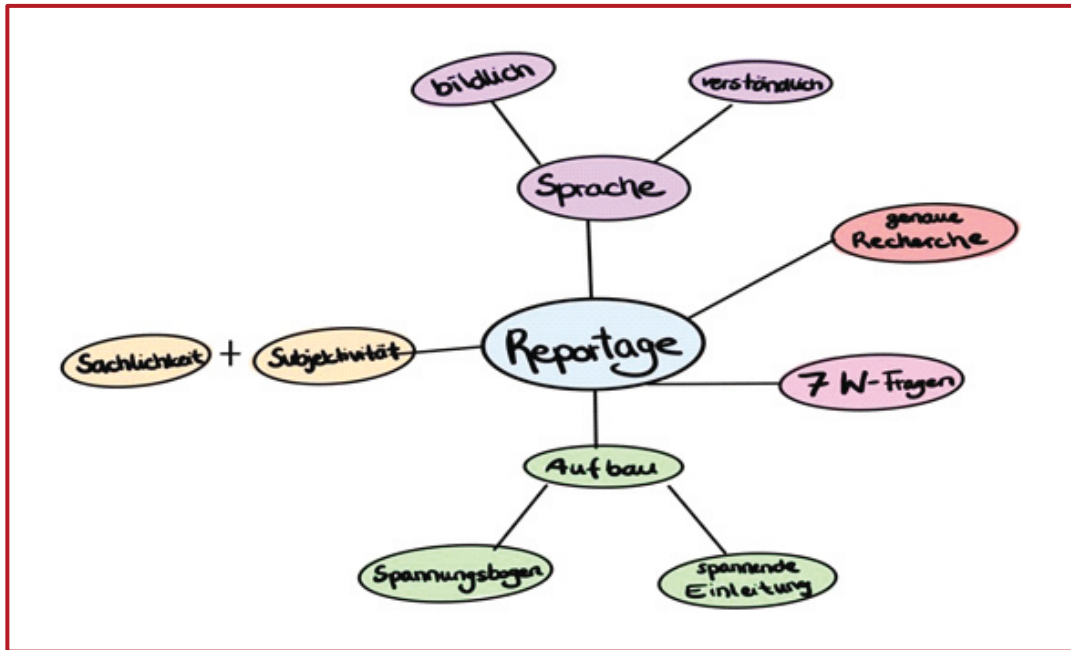 bildlich
verständlich
Sprache
genaue
Recherche
Reportage
Sachlichkeit + Subjektivität
7 W-Fragen
Aufbau
Spannungsbogen
spannende
Einleitung